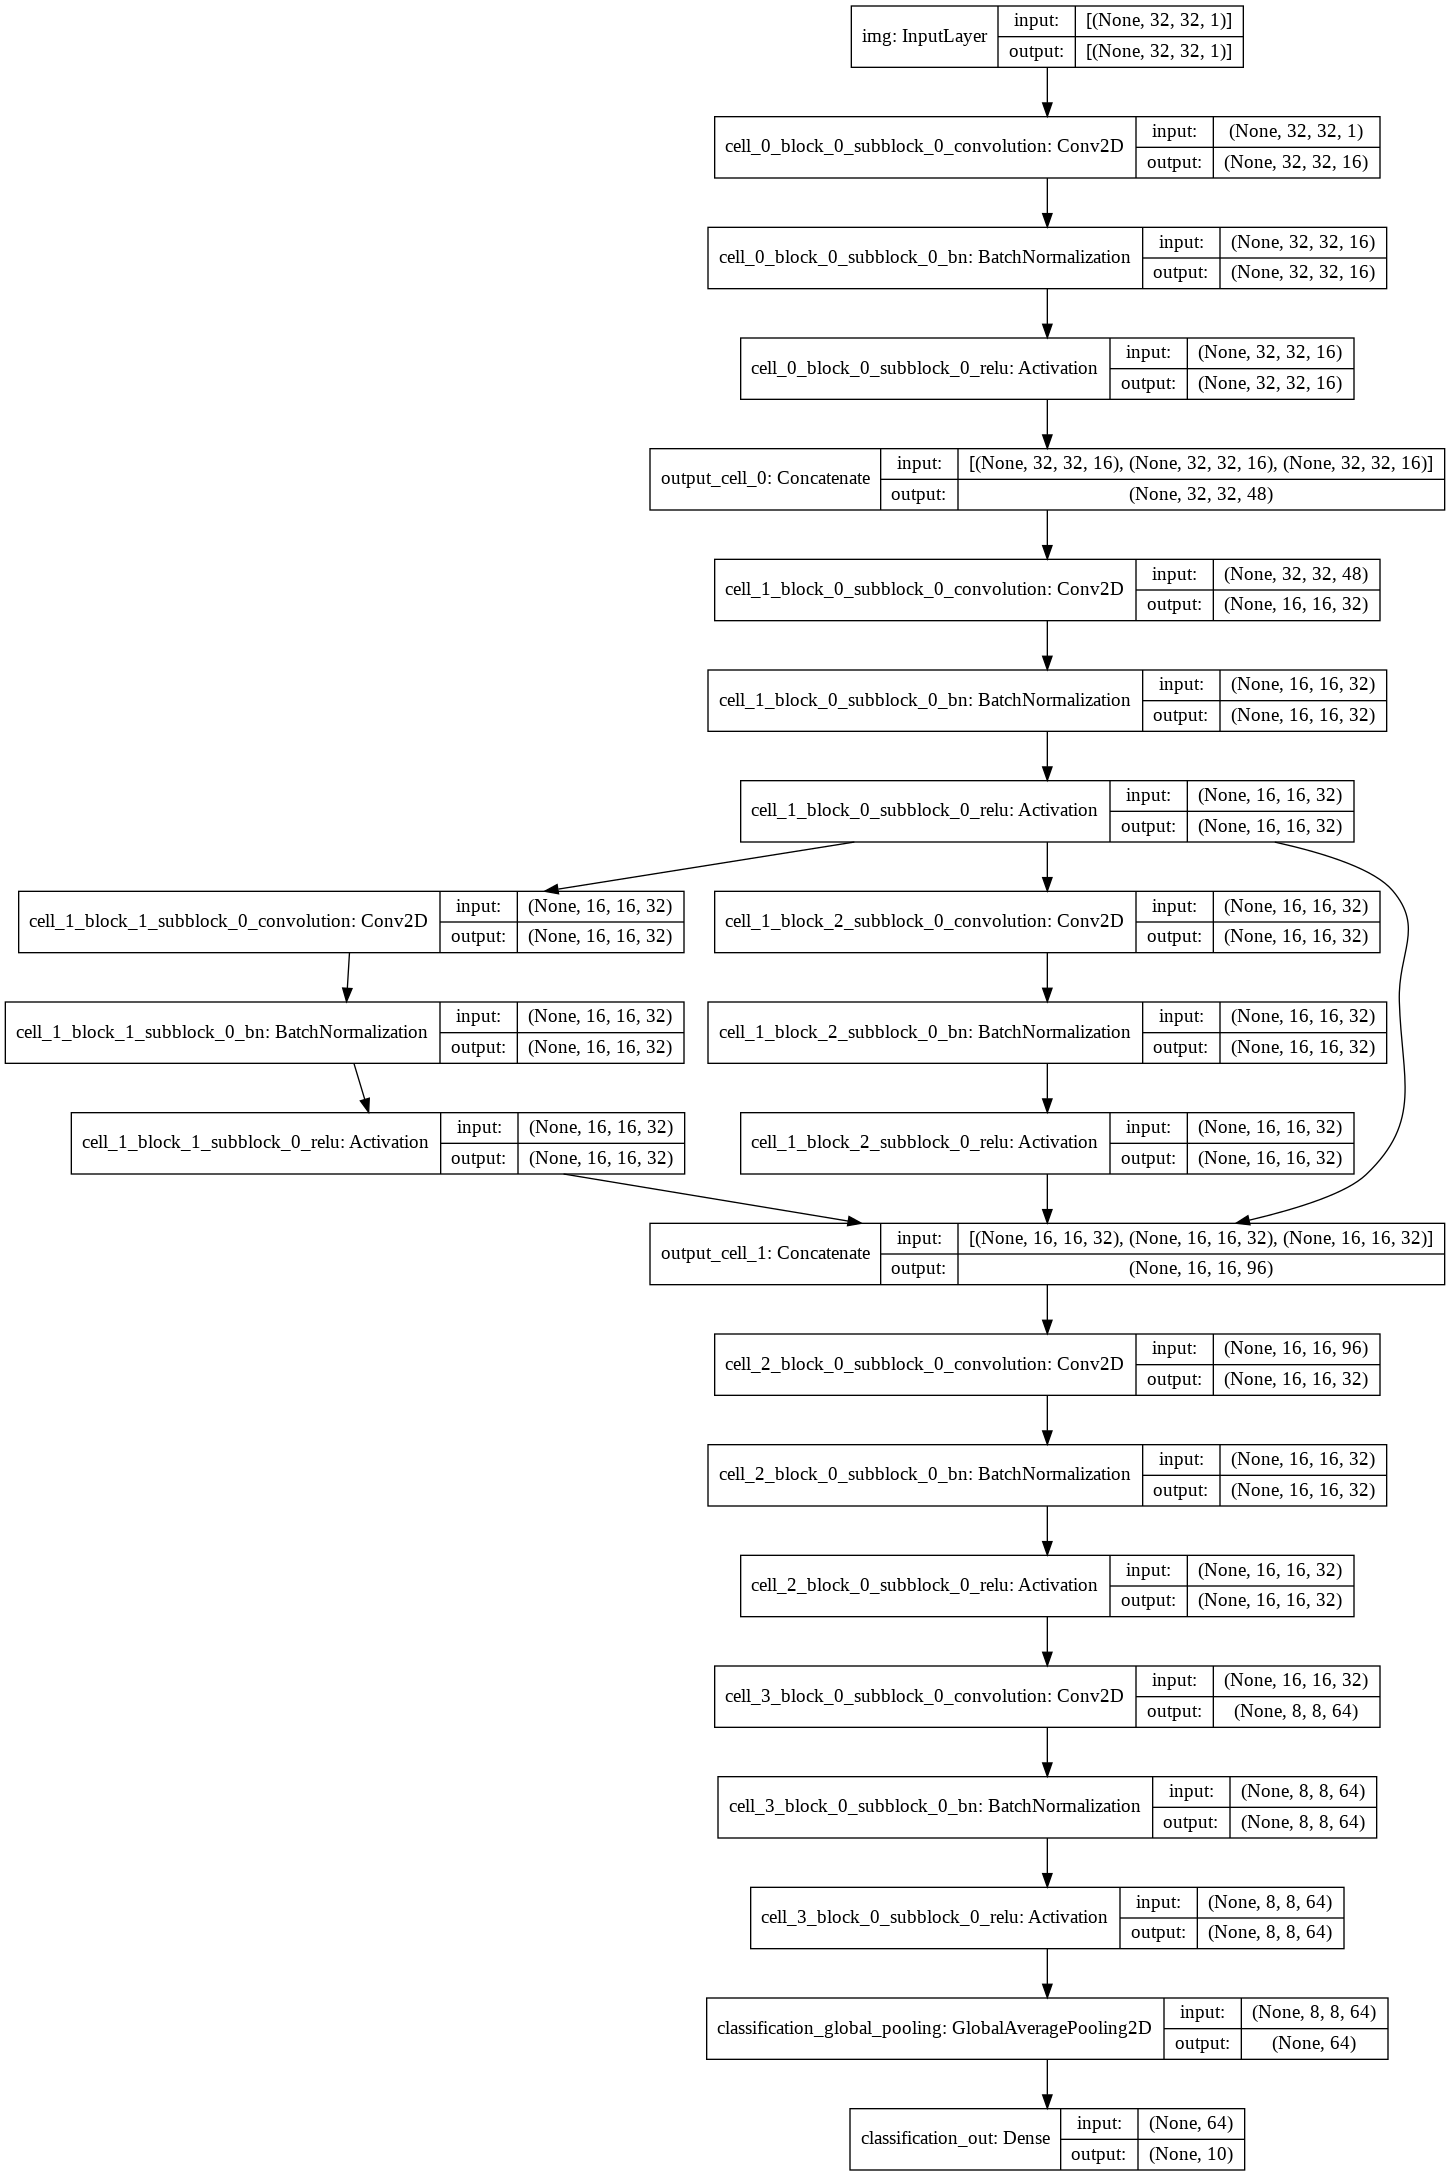 img: InputLayer
input: [(None, 32, 32, 1)]
output: [(None, 32, 32, 1)]
cell_0_block_0_subblock_0_convolution: Conv2D
input: (None, 32, 32, 1)
output: (None, 32, 32, 16)
cell_0_block_0_subblock_0_bn: BatchNormalization
input: (None, 32, 32, 16)
output: (None, 32, 32, 16)
cell_0_block_0_subblock_0_relu: Activation
input: (None, 32, 32, 16)
output: (None, 32, 32, 16)
output_cell_0: Concatenate
input: [(None, 32, 32, 16), (None, 32, 32, 16), (None, 32, 32, 16)]
output: (None, 32, 32, 48)
cell_1_block_0_subblock_0_convolution: Conv2D
input: (None, 32, 32, 48)
output: (None, 16, 16, 32)
cell_1_block_0_subblock_0_bn: BatchNormalization
input: (None, 16, 16, 32)
output: (None, 16, 16, 32)
cell_1_block_0_subblock_0_relu: Activation
input: (None, 16, 16, 32)
output: (None, 16, 16, 32)
cell_1_block_1_subblock_0_convolution: Conv2D
input: (None, 16, 16, 32)
output: (None, 16, 16, 32)
cell_1_block_2_subblock_0_convolution: Conv2D
input: (None, 16, 16, 32)
output: (None, 16, 16, 32)
cell_1_block_1_subblock_0_bn: BatchNormalization
input: (None, 16, 16, 32)
output: (None, 16, 16, 32)
cell_1_block_2_subblock_0_bn: BatchNormalization
input: (None, 16, 16, 32)
output: (None, 16, 16, 32)
cell_1_block_1_subblock_0_relu: Activation
input: (None, 16, 16, 32)
output: (None, 16, 16, 32)
cell_1_block_2_subblock_0_relu: Activation
input: (None, 16, 16, 32)
output: (None, 16, 16, 32)
output_cell_1: Concatenate
input: [(None, 16, 16, 32), (None, 16, 16, 32), (None, 16, 16, 32)]
output: (None, 16, 16, 96)
cell_2_block_0_subblock_0_convolution: Conv2D
input: (None, 16, 16, 96)
output: (None, 16, 16, 32)
cell_2_block_0_subblock_0_bn: BatchNormalization
input: (None, 16, 16, 32)
output: (None, 16, 16, 32)
cell_2_block_0_subblock_0_relu: Activation
input: (None, 16, 16, 32)
output: (None, 16, 16, 32)
cell_3_block_0_subblock_0_convolution: Conv2D
input: (None, 16, 16, 32)
output: (None, 8, 8, 64)
cell_3_block_0_subblock_0_bn: BatchNormalization
input: (None, 8, 8, 64)
output: (None, 8, 8, 64)
cell_3_block_0_subblock_0_relu: Activation
input: (None, 8, 8, 64)
output: (None, 8, 8, 64)
classification_global_pooling: GlobalAveragePooling2D
input: (None, 8, 8, 64)
output: (None, 64)
classification_out: Dense
input: (None, 64)
output: (None, 10)